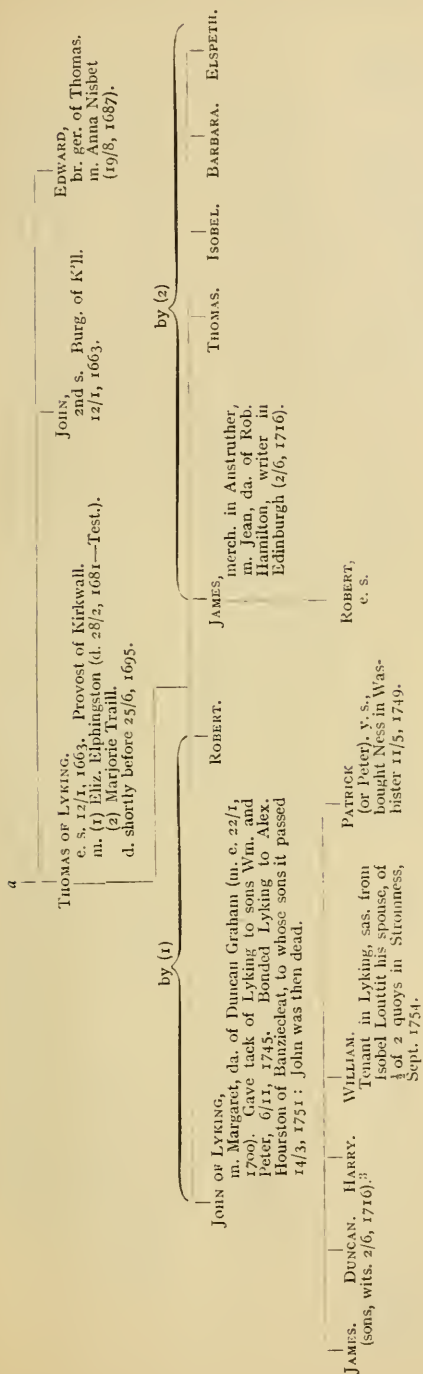 a
THOMAS OF LYKING.
e. s. 12/1, 1663. Provost of Kirkwall.
m. (1) Eliz. Elphingston (d. 28/2, 1681—Test.).
(2) Marjorie Traill.
d. shortly before 25/6, 1695.
JOHN,
2nd s. Burg. of K'll.
12/1, 1663.
EDWARD,
br. ger. of Thomas.
m. Anna Nisbet
(19/8, 1687).
by (1)
by (2)
JOHN OF LYKING,
m. Margaret, da. of Duncan Graham (m. c. 22/1,
1700). Gave tack of Lyking to sons Wm. and
Peter, 6/11, 1745. Bonded Lyking to Alex.
Hourston of Banziecleat, to whose sons it passed
14/3, 1751: John was then dead.
ROBERT.
JAMES,
merch. in Anstruther,
m. Jean, da. of Rob.
Hamilton, writer in
Edinburgh (2/6, 1716).
THOMAS.
ISOBEL.
BARBARA.
ELSPETH.
JAMES. DUNCAN. HARRY.
(sons, wits. 2/6, 1716).
WILLIAM.
Tenant in Lyking, sas. from
Isobel Louttit his spouse, of
of 2 quoys in Stromness,
Sept. 1754.
PATRICK
(or Peter), y. s.,
bought Ness in Was-
bister 11/5, 1749.
ROBERT,
e. s.